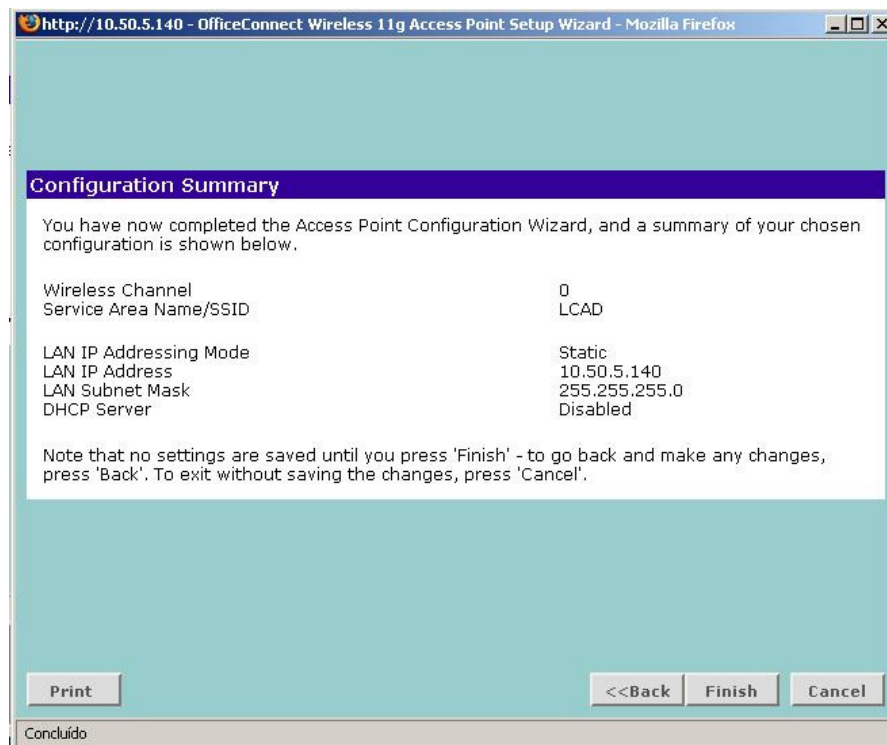 http://10.50.5.140 - OfficeConnect Wireless 11g Access Point Setup Wizard - Mozilla Firefox
Configuration Summary
You have now completed the Access Point Configuration Wizard, and a summary of your chosen
configuration is shown below.
Wireless Channel 0
Service Area Name/SSID LCAD
LAN IP Addressing Mode Static
LAN IP Address 10.50.5.140
LAN Subnet Mask 255.255.255.0
DHCP Server Disabled
Note that no settings are saved until you press 'Finish' - to go back and make any changes,
press 'Back'. To exit without saving the changes, press 'Cancel'.
Print <<Back Finish Cancel
Concluído